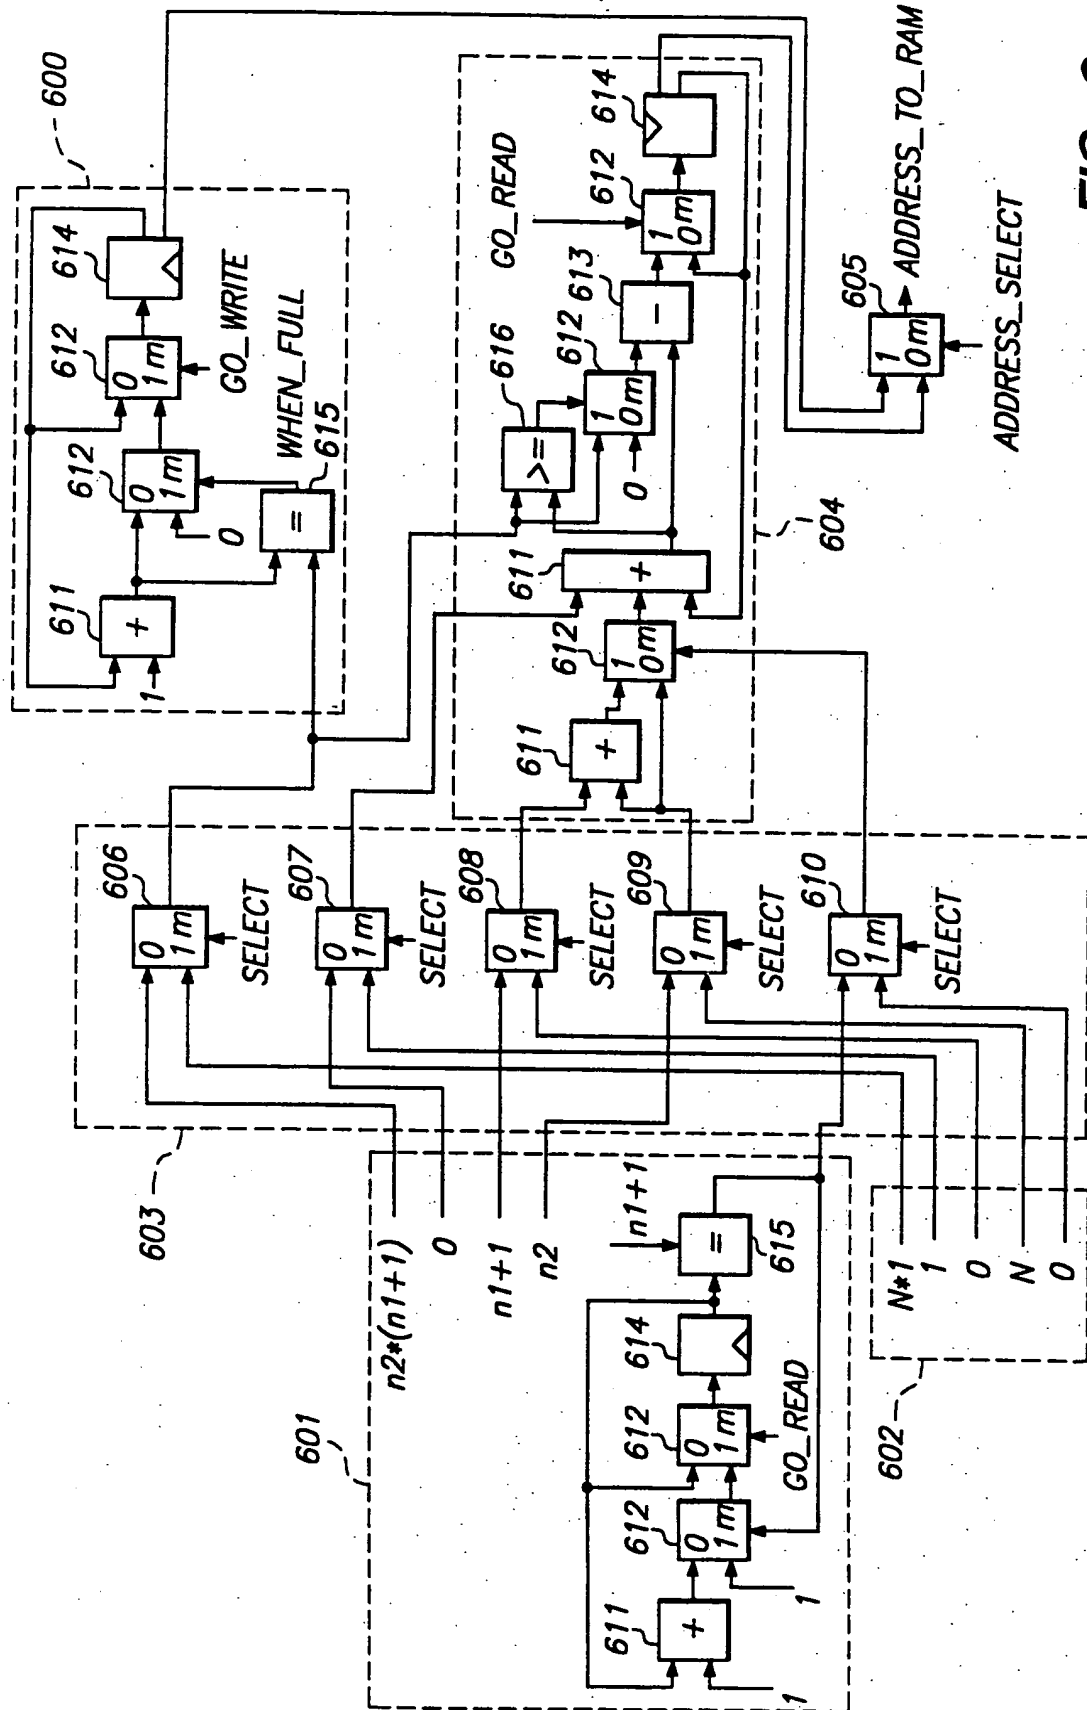 600
614
612
GO_WRITE
612
0
1m
0
1m
WHEN_FULL
615
=
0
611
+
1
604
614
GO_READ
612
1
0m
613
-
612
616
1
0m
>=
0
611
+
612
1
0m
611
+
605
1
0m
ADDRESS_TO_RAM
ADDRESS_SELECT
603
606
0
1m
SELECT
607
0
1m
SELECT
608
0
1m
SELECT
609
0
1m
SELECT
610
0
1m
SELECT
n2*(n1+1)
0
n1+1
n2
601
n1+1
=
615
614
612
0
1m
GO_READ
612
0
1m
1
611
+
1
602
N*1
1
0
N
0